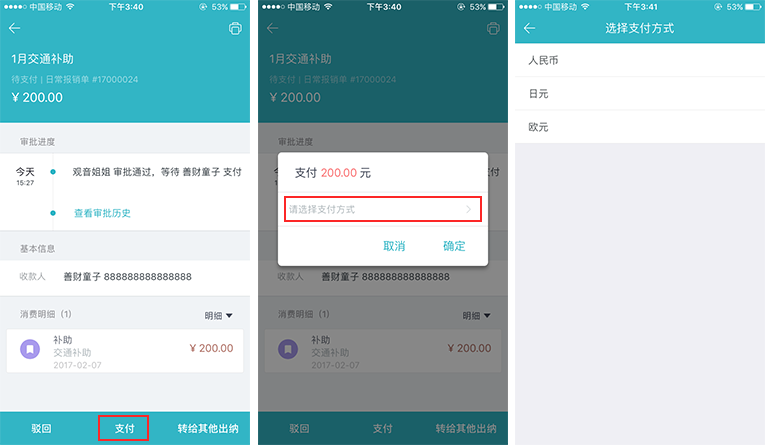 中国移动 下午3:40 53%
1月交通补助
待支付 | 日常报销单 #17000024
¥ 200.00
审批进度
今天
15:27
观音姐姐 审批通过，等待 善财童子 支付
查看审批历史
基本信息
收款人 善财童子 888888888888888
消费明细（1） 明细
补助
交通补助
2017-02-07
¥ 200.00
驳回 支付 转给其他出纳
中国移动 下午3:40 53%
1月交通补助
待支付 | 日常报销单 #17000024
¥ 200.00
审批进度
支付 200.00 元
请选择支付方式
取消 确定
付
收款人 善财童子 888888888888888
消费明细（1） 明细
补助
交通补助
2017-02-07
¥ 200.00
驳回 支付 转给其他出纳
中国移动 下午3:41 53%
选择支付方式
人民币
日元
欧元